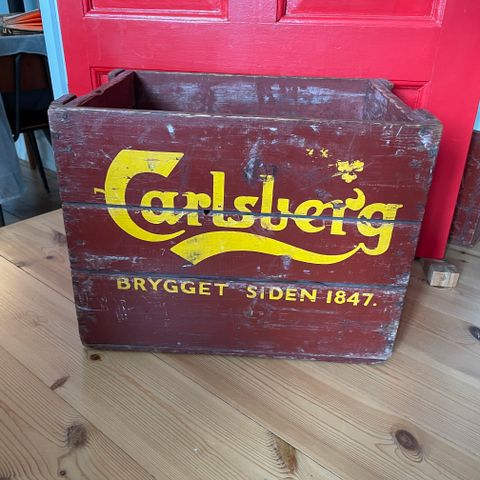 Carlsberg
BRYGGET SIDEN 1847.